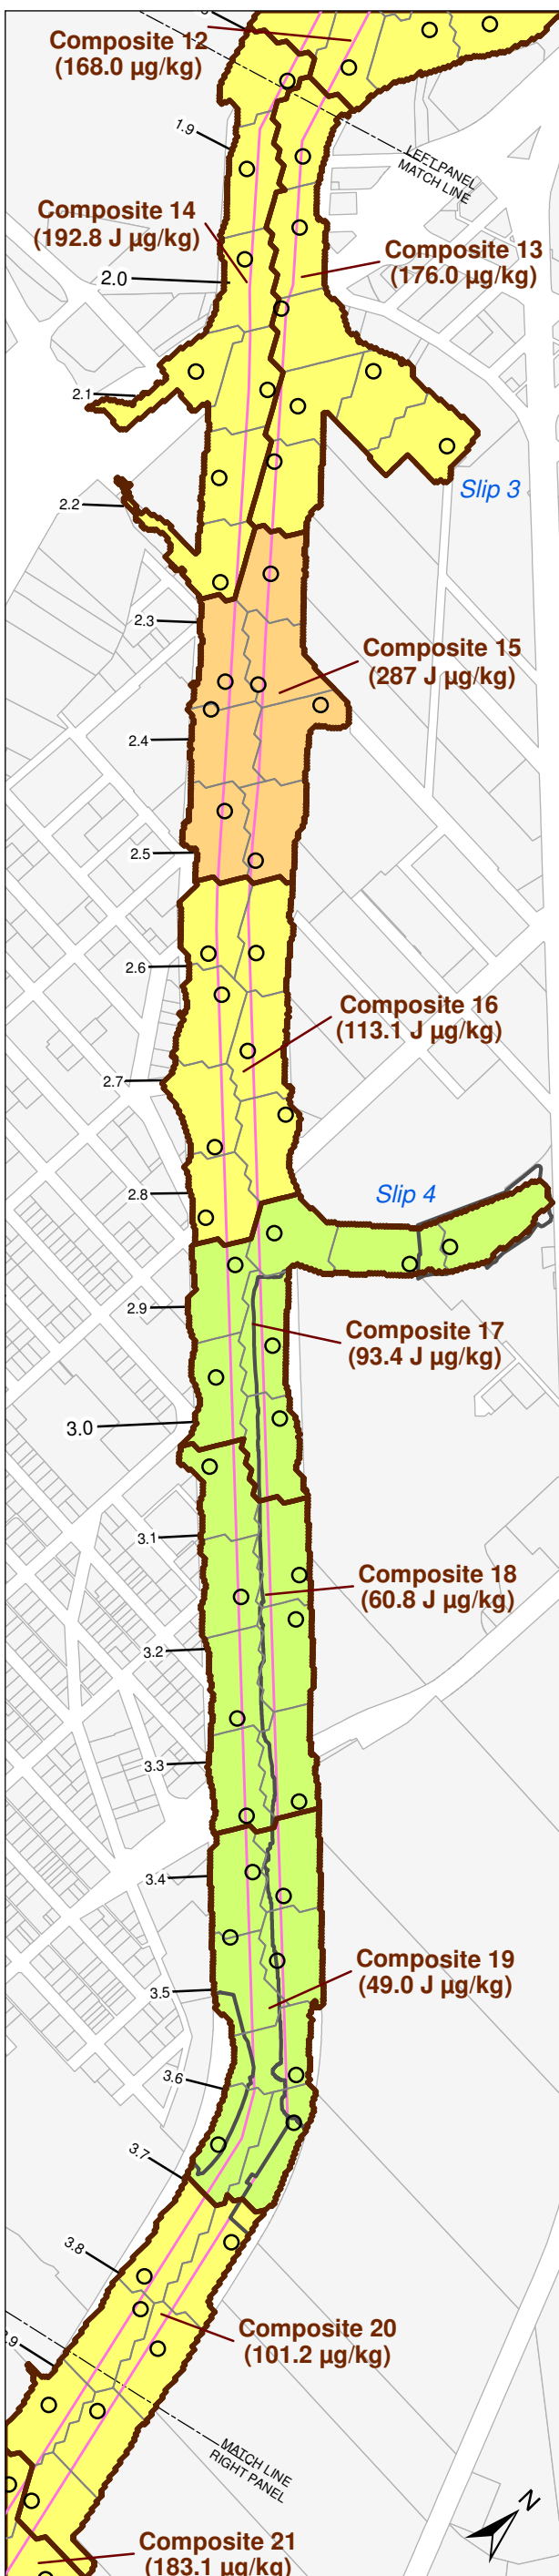 Composite 12
(168.0 µg/kg)
1.9
LEFT PANEL
MATCH LINE
Composite 14
(192.8 J µg/kg)
Composite 13
(176.0 µg/kg)
2.0
2.1
Slip 3
2.2
2.3
Composite 15
(287 J µg/kg)
2.4
2.5
2.6
Composite 16
(113.1 J µg/kg)
2.7
2.8
Slip 4
2.9
Composite 17
(93.4 J µg/kg)
3.0
3.1
Composite 18
(60.8 J µg/kg)
3.2
3.3
3.4
Composite 19
(49.0 J µg/kg)
3.5
3.6
3.7
3.8
Composite 20
(101.2 µg/kg)
.9
MATCH LINE
RIGHT PANEL
N
Composite 21
(183.1 µg/kg)